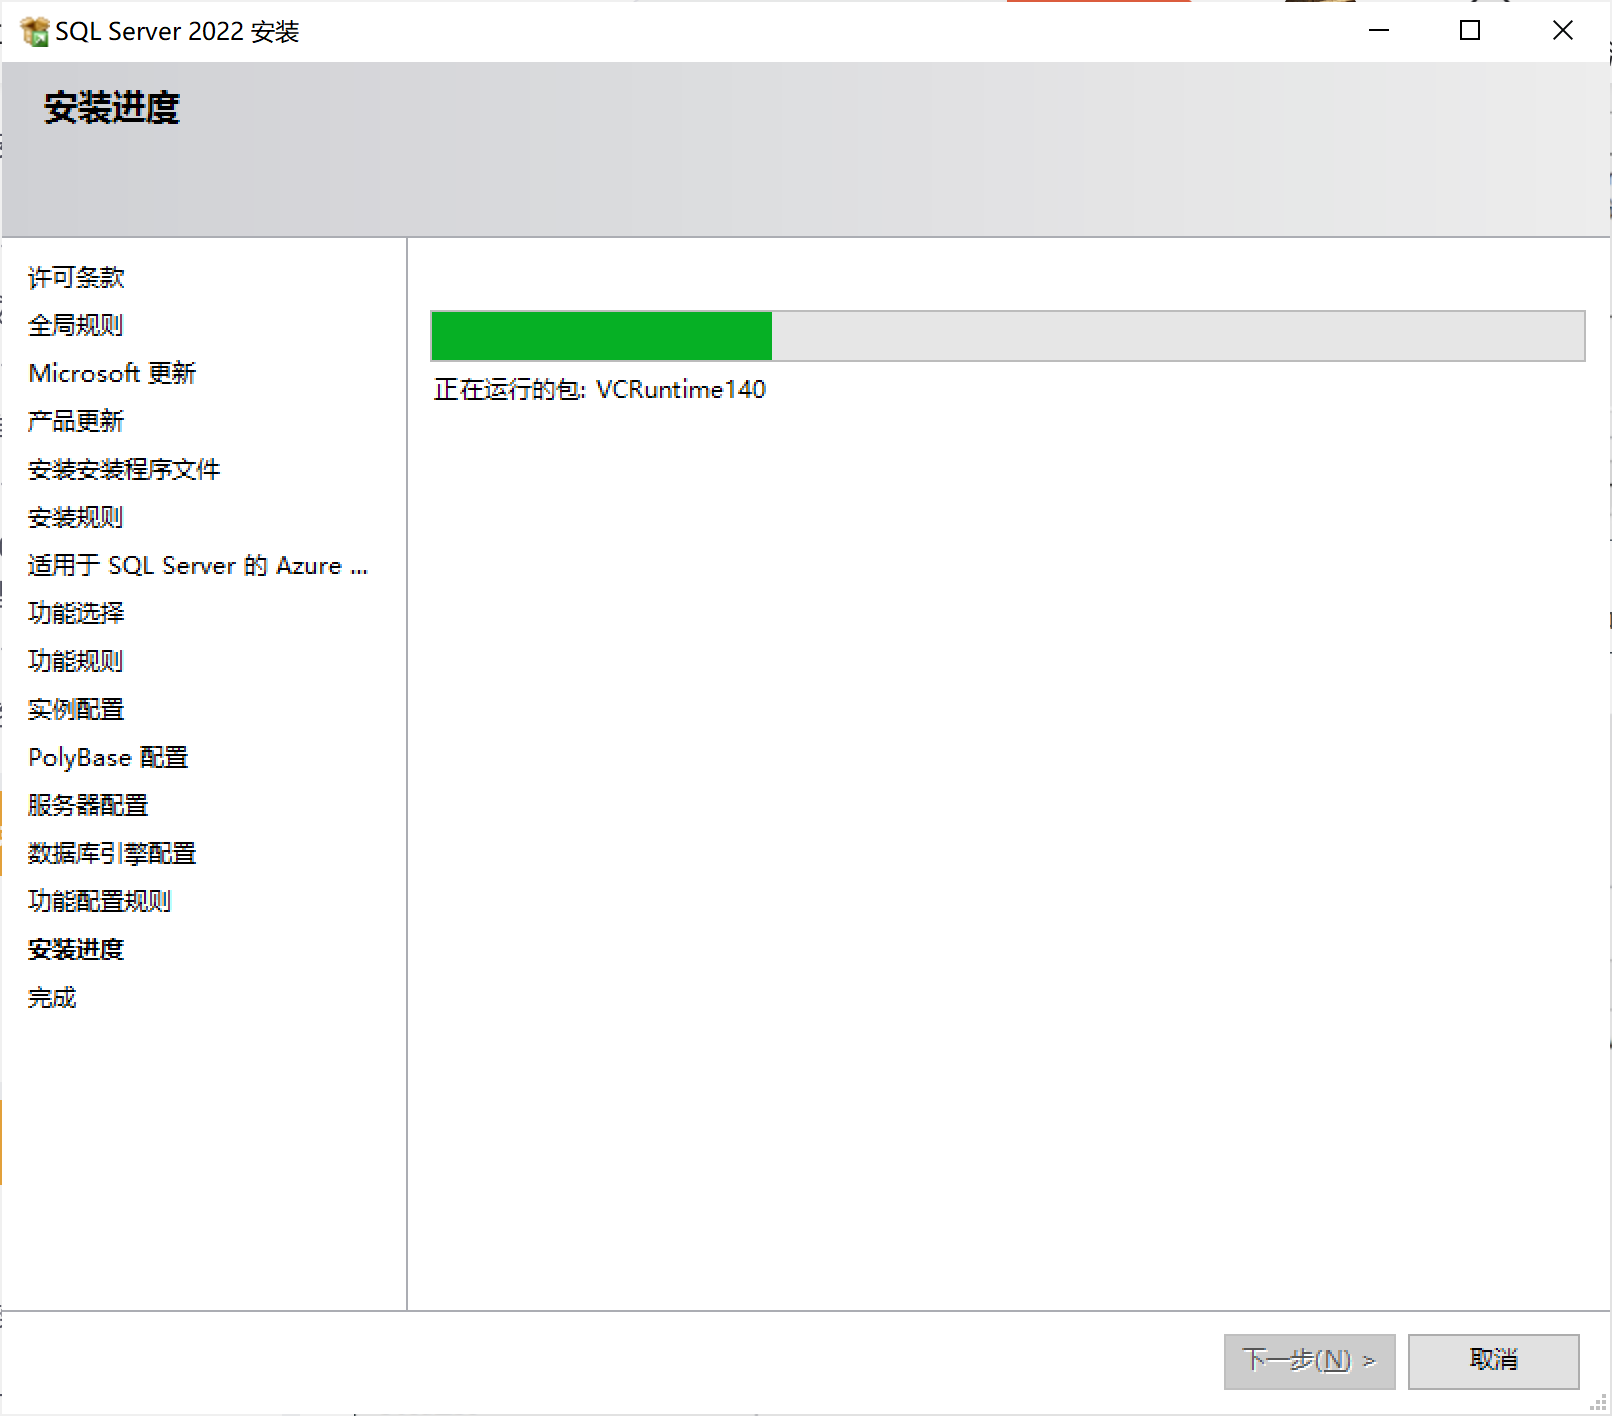 SQL Server 2022 安装
安装进度
许可条款
全局规则
Microsoft 更新
产品更新
安装安装程序文件
安装规则
适用于 SQL Server 的 Azure ...
功能选择
功能规则
实例配置
PolyBase 配置
服务器配置
数据库引擎配置
功能配置规则
安装进度
完成
正在运行的包: VCRuntime140
下一步(N) >
取消